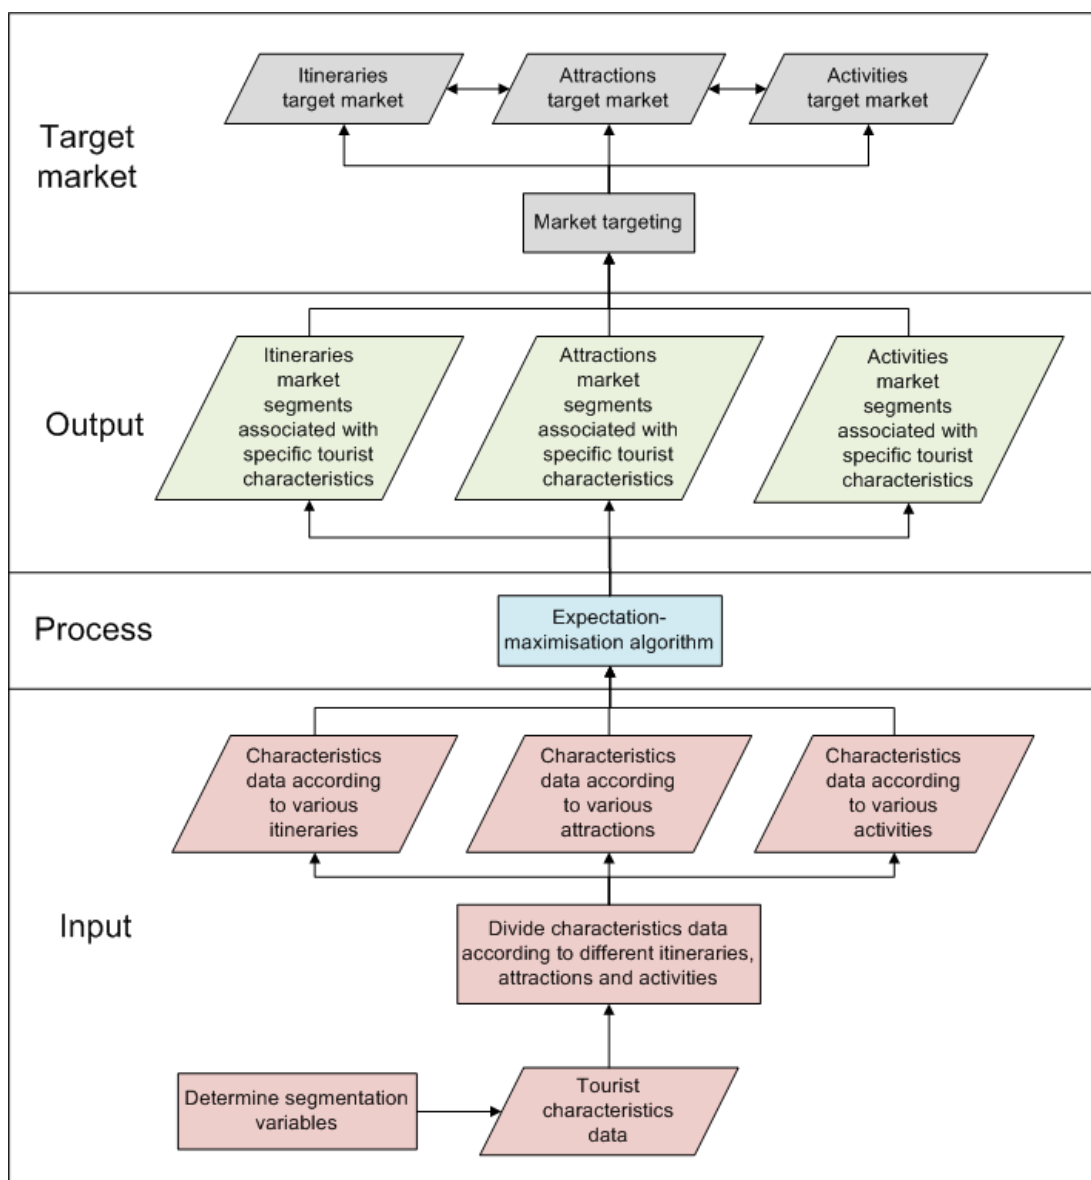 Target
market
Itineraries
target market
Attractions
target market
Activities
target market
Market targeting
Output
Itineraries
market
segments
associated with
specific tourist
characteristics
Attractions
market
segments
associated with
specific tourist
characteristics
Activities
market
segments
associated with
specific tourist
characteristics
Process
Expectation-
maximisation algorithm
Input
Characteristics
data according
to various
itineraries
Characteristics
data according
to various
attractions
Characteristics
data according
to various
activities
Divide characteristics data
according to different itineraries,
attractions and activities
Determine segmentation
variables
Tourist
characteristics
data